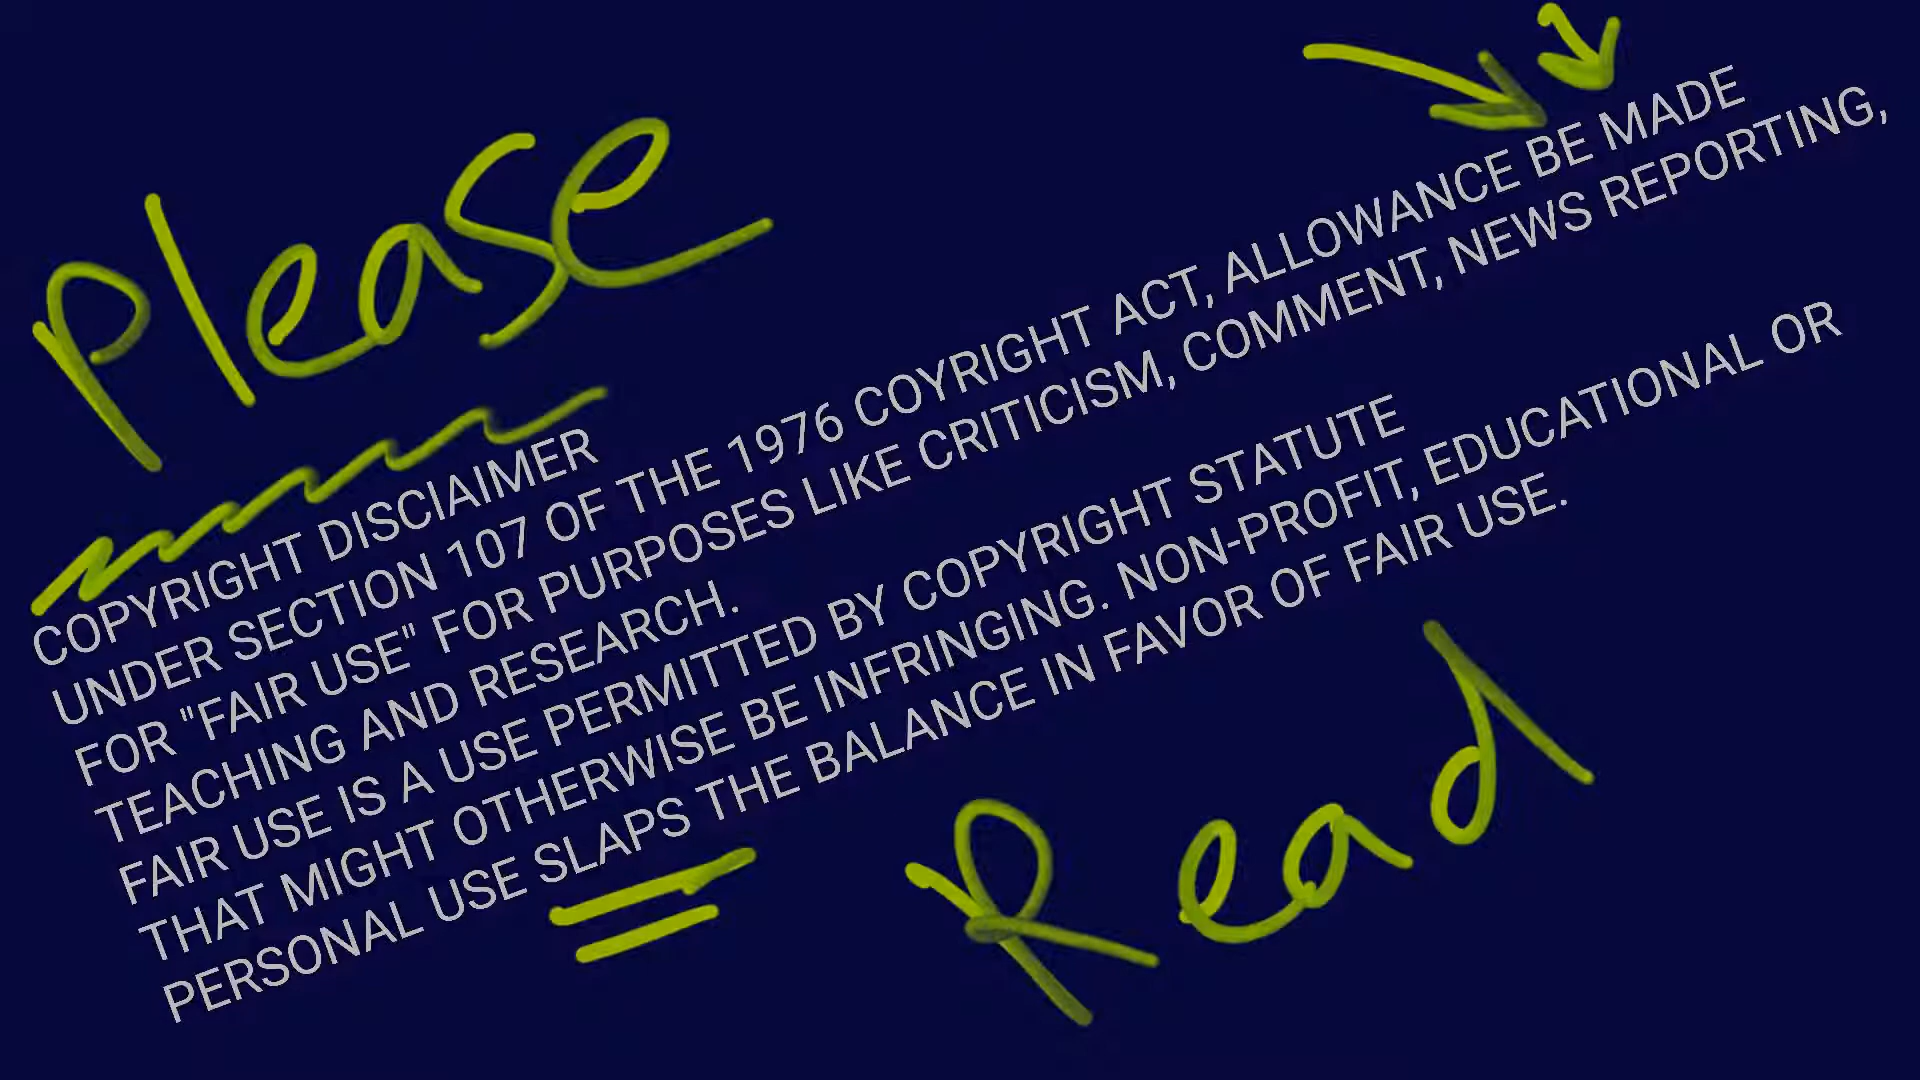 Please
COPYRIGHT DISCIAIMER
UNDER SECTION 107 OF THE 1976 COYRIGHT ACT, ALLOWANCE BE MADE
FOR "FAIR USE" FOR PURPOSES LIKE CRITICISM, COMMENT, NEWS REPORTING,
TEACHING AND RESEARCH.
FAIR USE IS A USE PERMITTED BY COPYRIGHT STATUTE
THAT MIGHT OTHERWISE BE INFRINGING. NON-PROFIT, EDUCATIONAL OR
PERSONAL USE SLAPS THE BALANCE IN FAVOR OF FAIR USE.
Read